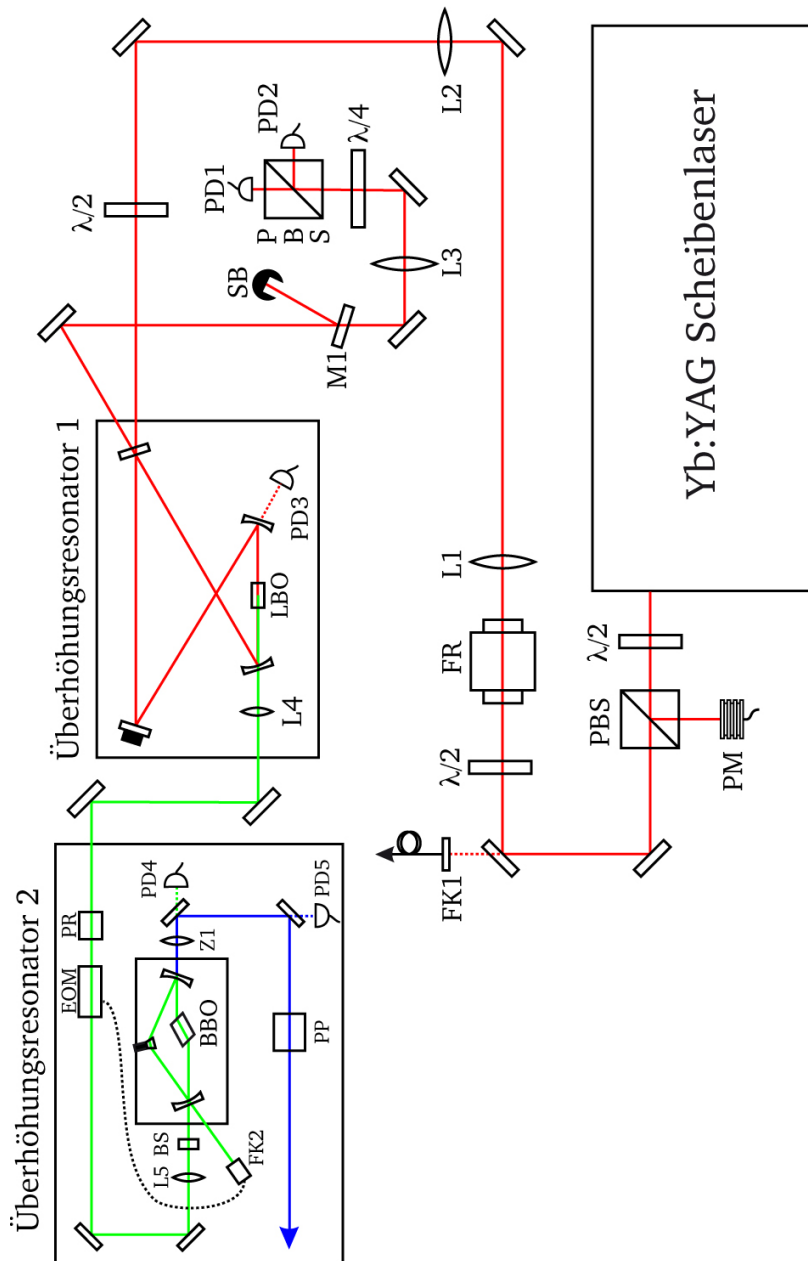 Überhöhungsresonator 2
PR
EOM
PD4
PD5
Z1
BBO
PP
BS
L5
FK2
Überhöhungsresonator 1
PD3
LBO
L4
λ/2
PD1
PD2
P
B
S
λ/4
SB
M1
L3
L2
L1
FR
λ/2
FK1
λ/2
PBS
PM
Yb:YAG Scheibenlaser